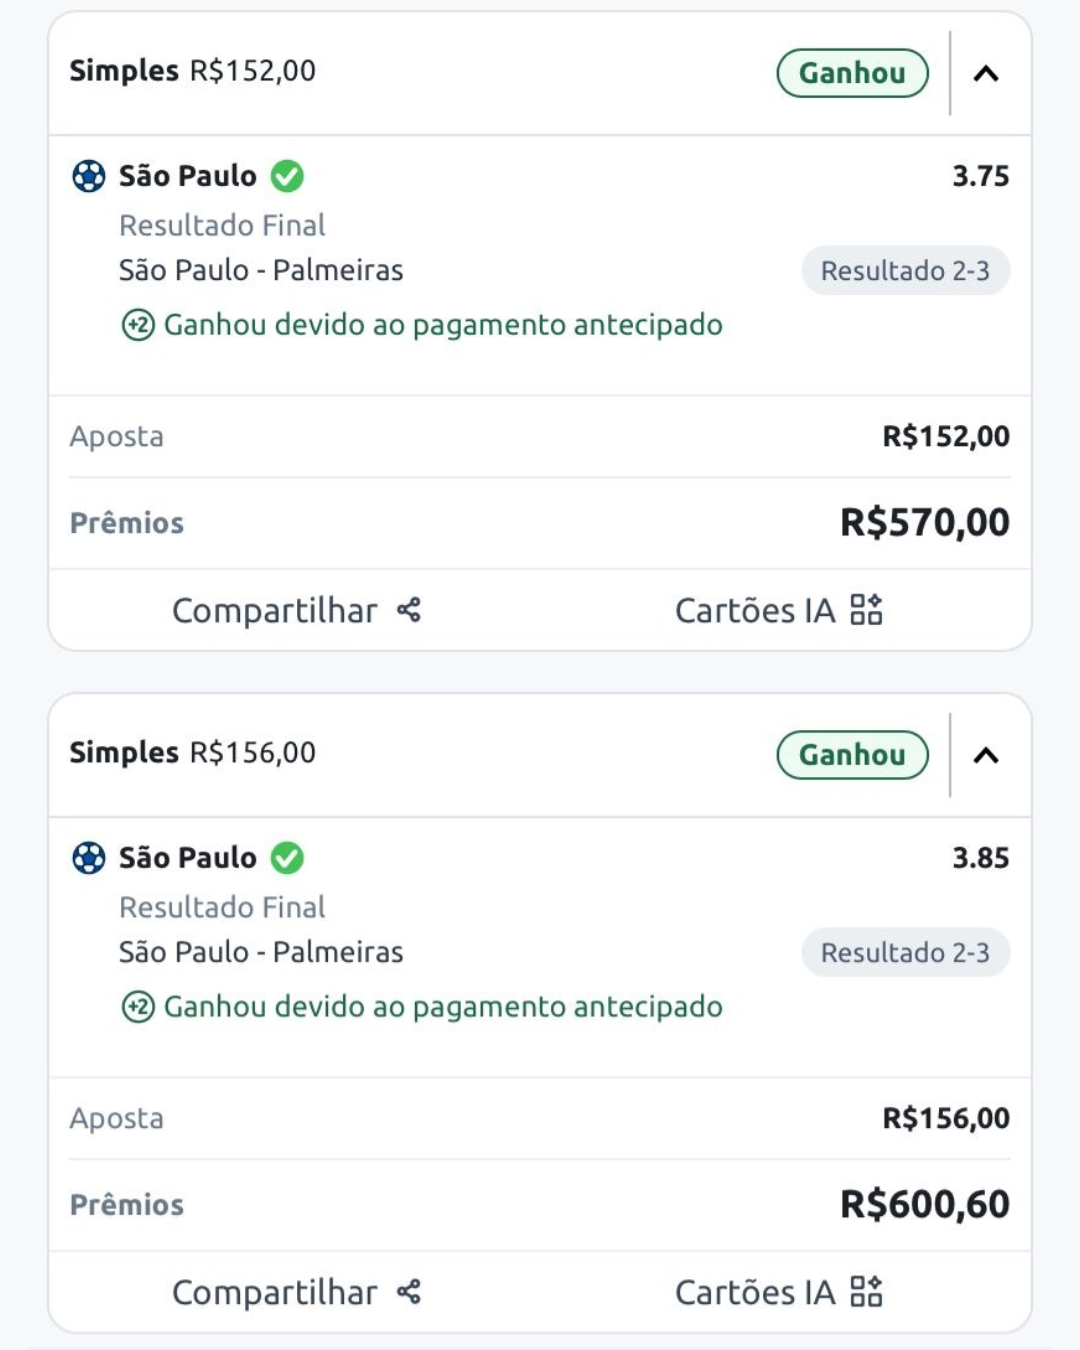 Simples R$152,00 Ganhou
São Paulo 3.75
Resultado Final
São Paulo - Palmeiras Resultado 2-3
+2 Ganhou devido ao pagamento antecipado
Aposta R$152,00
Prêmios R$570,00
Compartilhar Cartões IA
Simples R$156,00 Ganhou
São Paulo 3.85
Resultado Final
São Paulo - Palmeiras Resultado 2-3
+2 Ganhou devido ao pagamento antecipado
Aposta R$156,00
Prêmios R$600,60
Compartilhar Cartões IA